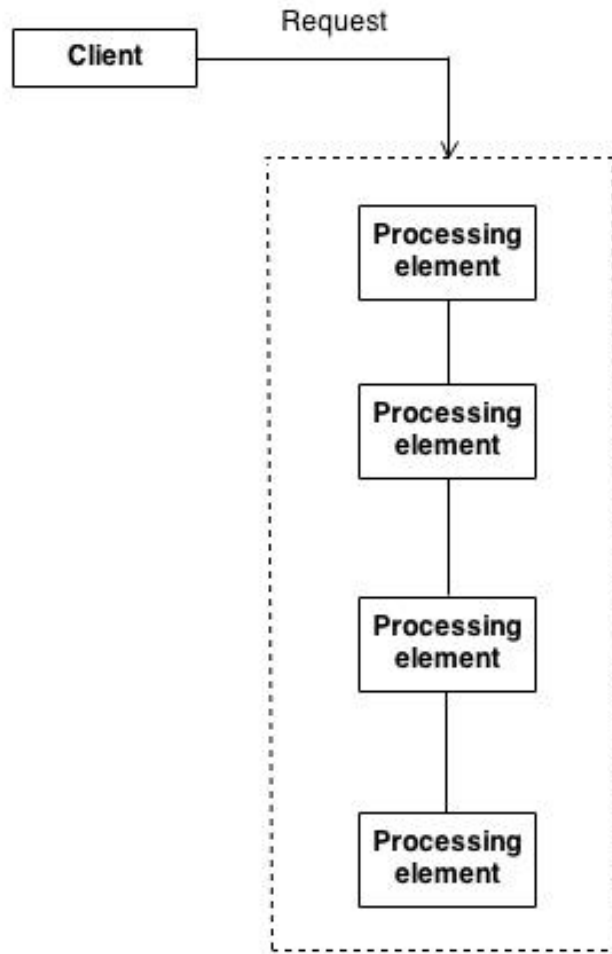 Request
Client
Processing
element
Processing
element
Processing
element
Processing
element